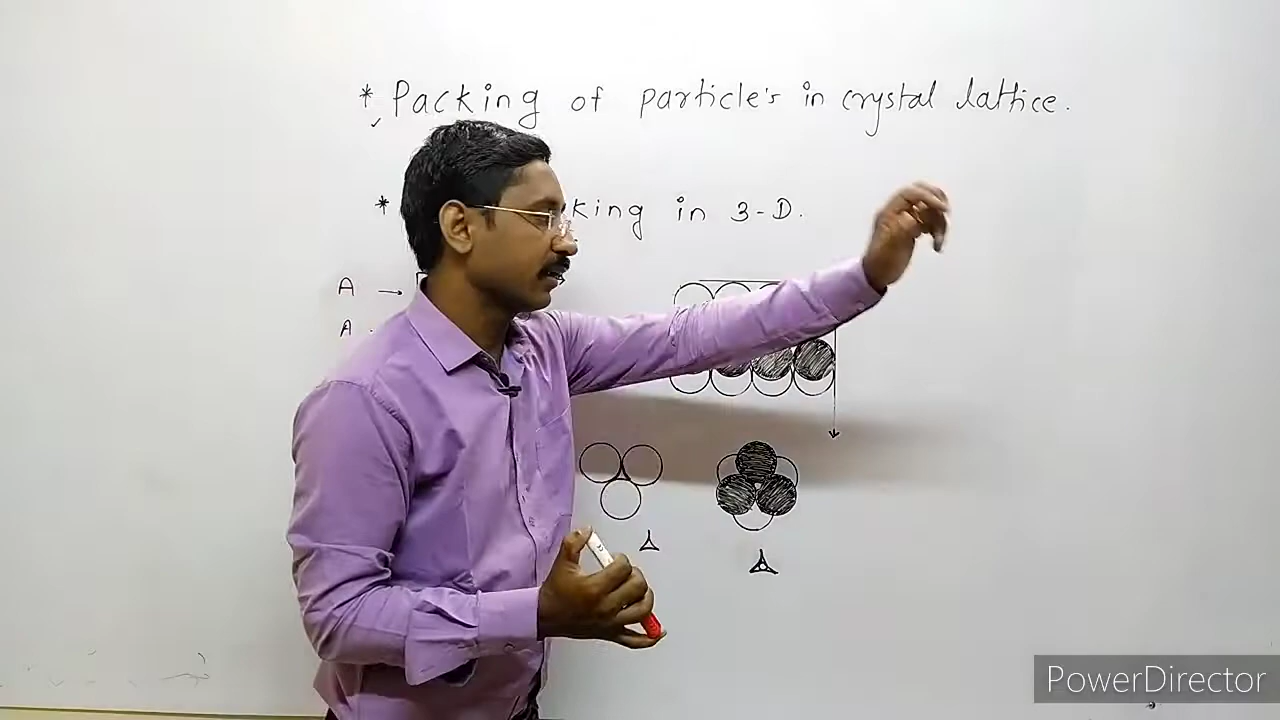 * Packing of particle's in crystal lattice.
* king in 3-D.
A →
A
PowerDirector